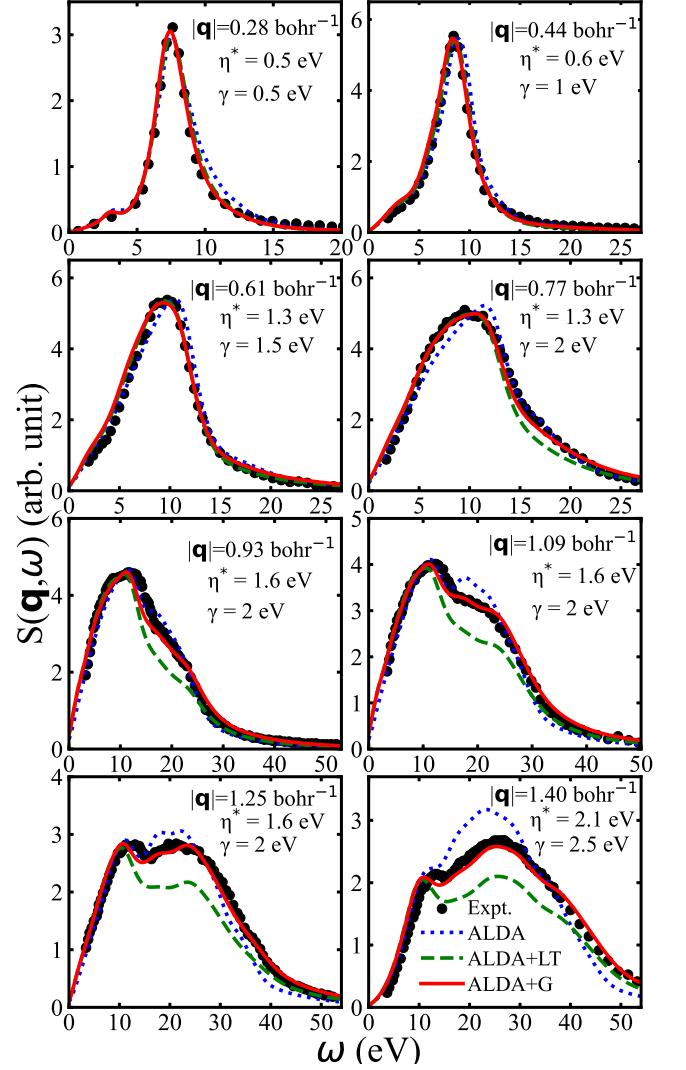 |q|=0.28 bohr⁻¹
η* = 0.5 eV
γ = 0.5 eV
3
2
1
0
0 5 10 15 20
|q|=0.44 bohr⁻¹
η* = 0.6 eV
γ = 1 eV
6
4
2
0
0 5 10 15 20 25
|q|=0.61 bohr⁻¹
η* = 1.3 eV
γ = 1.5 eV
6
4
2
0
0 5 10 15 20 25
|q|=0.77 bohr⁻¹
η* = 1.3 eV
γ = 2 eV
6
4
2
0
0 5 10 15 20 25
S(q,ω) (arb. unit)
|q|=0.93 bohr⁻¹
η* = 1.6 eV
γ = 2 eV
6
4
2
0
0 10 20 30 40 50
|q|=1.09 bohr⁻¹
η* = 1.6 eV
γ = 2 eV
5
4
3
2
1
0
0 10 20 30 40 50
|q|=1.25 bohr⁻¹
η* = 1.6 eV
γ = 2 eV
4
3
2
1
0
0 10 20 30 40 50
|q|=1.40 bohr⁻¹
η* = 2.1 eV
γ = 2.5 eV
Expt.
ALDA
ALDA+LT
ALDA+G
3
2
1
0
0 10 20 30 40 50
ω (eV)